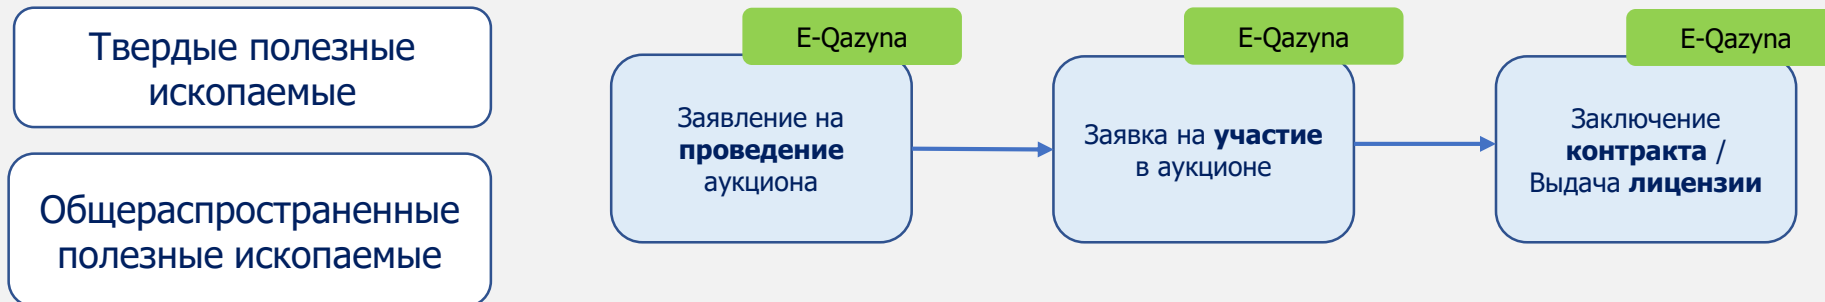 Твердые полезные
ископаемые
Общераспространенные
полезные ископаемые
E-Qazyna
Заявление на
проведение
аукциона
E-Qazyna
Заявка на участие
в аукционе
E-Qazyna
Заключение
контракта /
Выдача лицензии